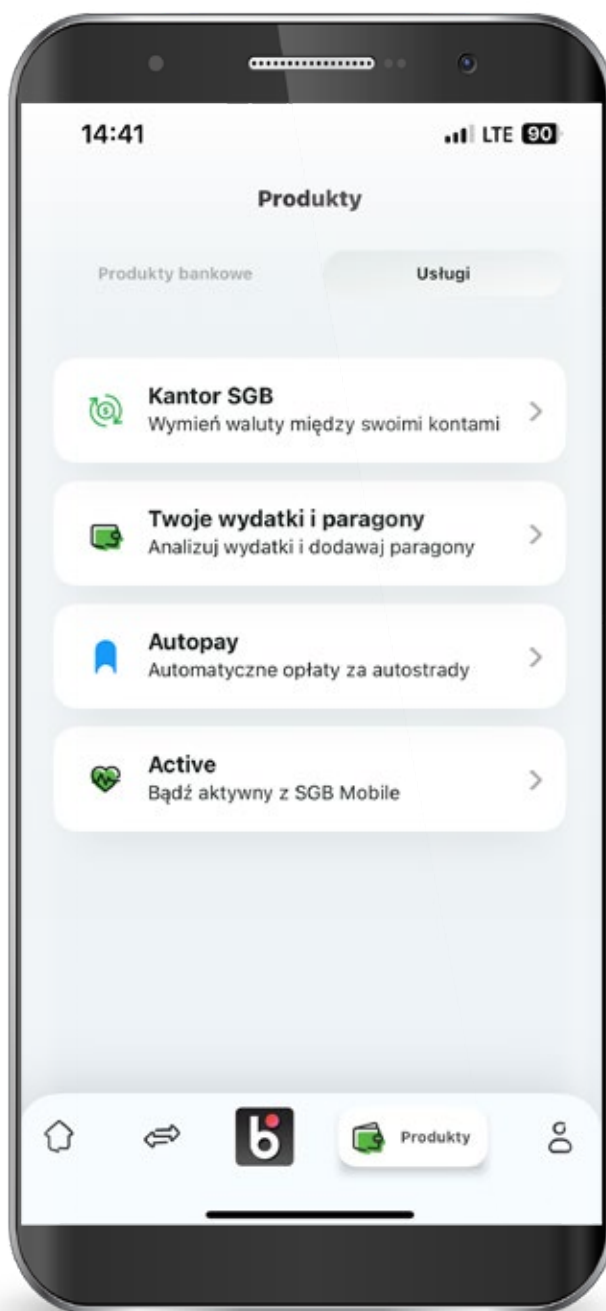 14:41
LTE 90
Produkty
Produkty bankowe
Usługi
Kantor SGB
Wymień waluty między swoimi kontami
Twoje wydatki i paragony
Analizuj wydatki i dodawaj paragony
Autopay
Automatyczne opłaty za autostrady
Active
Bądź aktywny z SGB Mobile
b
Produkty